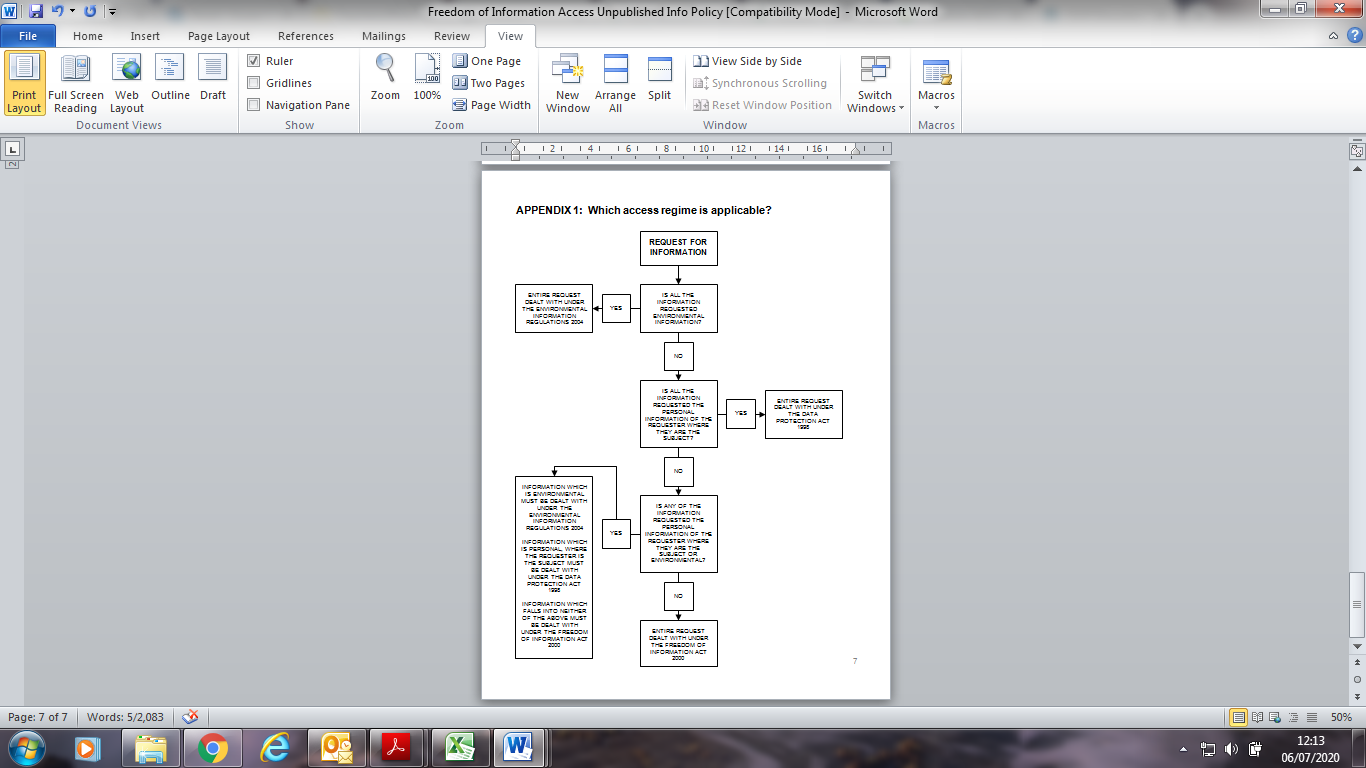 Freedom of Information Access Unpublished Info Policy [Compatibility Mode] - Microsoft Word
File Home Insert Page Layout References Mailings Review View
Print Layout
Full Screen Reading
Web Layout
Outline
Draft
Document Views
Ruler
Gridlines
Navigation Pane
Show
Zoom
100%
One Page
Two Pages
Page Width
Zoom
New Window
Arrange All
Split
View Side by Side
Synchronous Scrolling
Reset Window Position
Window
Switch Windows
Macros
Macros
2 4 6 8 10 12 14 16
2
APPENDIX 1: Which access regime is applicable?
REQUEST FOR
INFORMATION
ENTIRE REQUEST
DEALT WITH UNDER
THE ENVIRONMENTAL
INFORMATION
REGULATIONS 2004
YES
IS ALL THE
INFORMATION
REQUESTED
ENVIRONMENTAL
INFORMATION?
NO
IS ALL THE
INFORMATION
REQUESTED THE
PERSONAL
INFORMATION OF THE
REQUESTER WHERE
THEY ARE THE
SUBJECT?
YES
ENTIRE REQUEST
DEALT WITH UNDER
THE DATA
PROTECTION ACT
1998
NO
INFORMATION WHICH
IS ENVIRONMENTAL
MUST BE DEALT WITH
UNDER THE
ENVIRONMENTAL
INFORMATION
REGULATIONS 2004
INFORMATION WHICH
IS PERSONAL, WHERE
THE REQUESTER IS
THE SUBJECT MUST
BE DEALT WITH
UNDER THE DATA
PROTECTION ACT
1998
INFORMATION WHICH
FALLS INTO NEITHER
OF THE ABOVE MUST
BE DEALT WITH
UNDER THE FREEDOM
OF INFORMATION ACT
2000
YES
IS ANY OF THE
INFORMATION
REQUESTED THE
PERSONAL
INFORMATION OF THE
REQUESTER WHERE
THEY ARE THE
SUBJECT OR
ENVIRONMENTAL?
NO
ENTIRE REQUEST
DEALT WITH UNDER
THE FREEDOM OF
INFORMATION ACT
2000
7
Page: 7 of 7 Words: 5/2,083 50%
12:13
06/07/2020